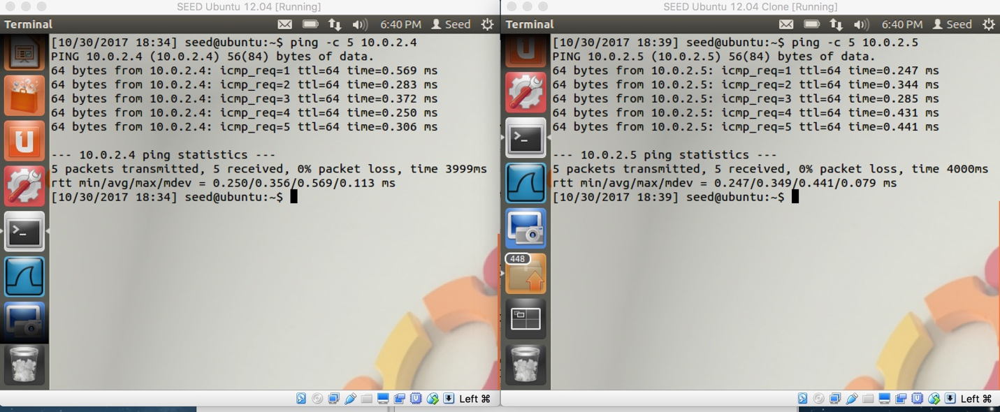 SEED Ubuntu 12.04 [Running]
Terminal
6:40 PM
Seed
[10/30/2017 18:34] seed@ubuntu:~$ ping -c 5 10.0.2.4
PING 10.0.2.4 (10.0.2.4) 56(84) bytes of data.
64 bytes from 10.0.2.4: icmp_req=1 ttl=64 time=0.569 ms
64 bytes from 10.0.2.4: icmp_req=2 ttl=64 time=0.283 ms
64 bytes from 10.0.2.4: icmp_req=3 ttl=64 time=0.372 ms
64 bytes from 10.0.2.4: icmp_req=4 ttl=64 time=0.250 ms
64 bytes from 10.0.2.4: icmp_req=5 ttl=64 time=0.306 ms
--- 10.0.2.4 ping statistics ---
5 packets transmitted, 5 received, 0% packet loss, time 3999ms
rtt min/avg/max/mdev = 0.250/0.356/0.569/0.113 ms
[10/30/2017 18:34] seed@ubuntu:~$
Left ⌘
SEED Ubuntu 12.04 Clone [Running]
Terminal
6:40 PM
Seed
[10/30/2017 18:39] seed@ubuntu:~$ ping -c 5 10.0.2.5
PING 10.0.2.5 (10.0.2.5) 56(84) bytes of data.
64 bytes from 10.0.2.5: icmp_req=1 ttl=64 time=0.247 ms
64 bytes from 10.0.2.5: icmp_req=2 ttl=64 time=0.344 ms
64 bytes from 10.0.2.5: icmp_req=3 ttl=64 time=0.285 ms
64 bytes from 10.0.2.5: icmp_req=4 ttl=64 time=0.431 ms
64 bytes from 10.0.2.5: icmp_req=5 ttl=64 time=0.441 ms
--- 10.0.2.5 ping statistics ---
5 packets transmitted, 5 received, 0% packet loss, time 4000ms
rtt min/avg/max/mdev = 0.247/0.349/0.441/0.079 ms
[10/30/2017 18:39] seed@ubuntu:~$
448
Left ⌘